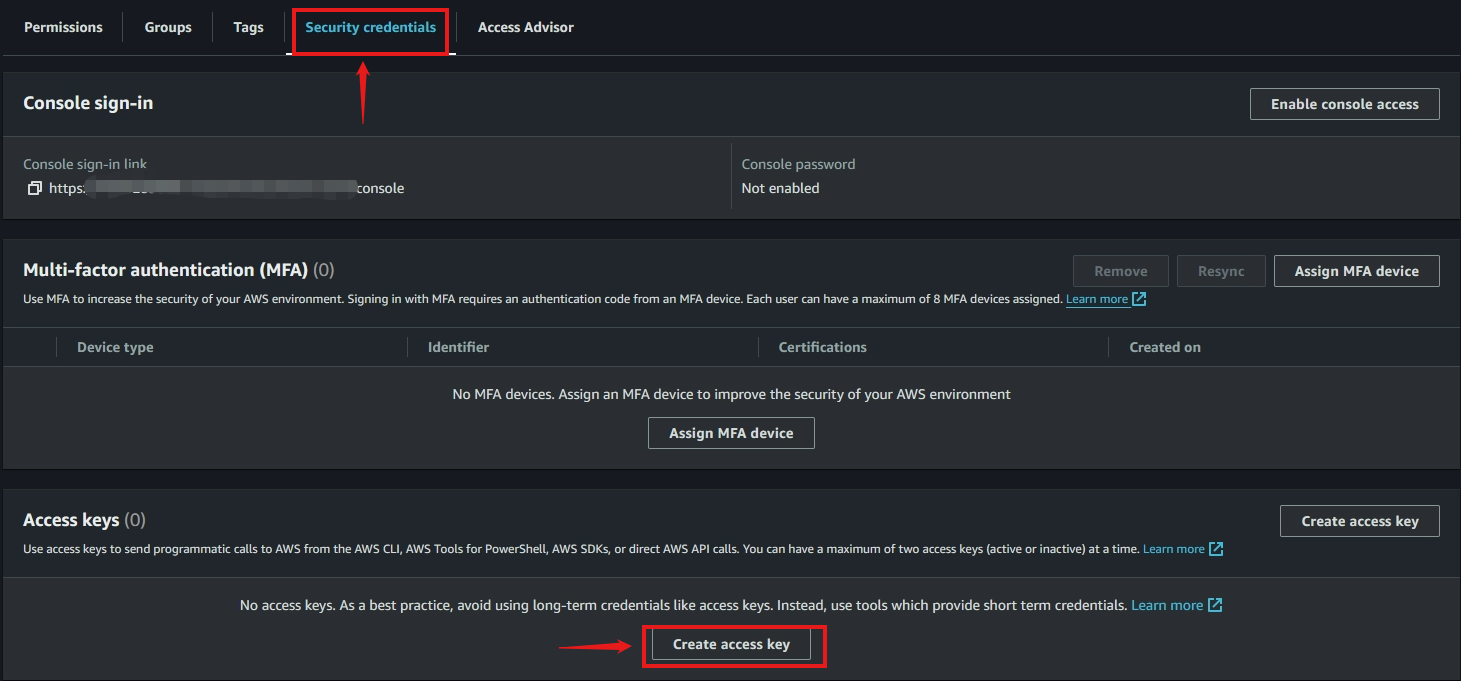 Permissions Groups Tags Security credentials Access Advisor
Console sign-in Enable console access
Console sign-in link Console password
https: console Not enabled
Multi-factor authentication (MFA) (0) Remove Resync Assign MFA device
Use MFA to increase the security of your AWS environment. Signing in with MFA requires an authentication code from an MFA device. Each user can have a maximum of 8 MFA devices assigned. Learn more
Device type Identifier Certifications Created on
No MFA devices. Assign an MFA device to improve the security of your AWS environment
Assign MFA device
Access keys (0) Create access key
Use access keys to send programmatic calls to AWS from the AWS CLI, AWS Tools for PowerShell, AWS SDKs, or direct AWS API calls. You can have a maximum of two access keys (active or inactive) at a time. Learn more
No access keys. As a best practice, avoid using long-term credentials like access keys. Instead, use tools which provide short term credentials. Learn more
Create access key